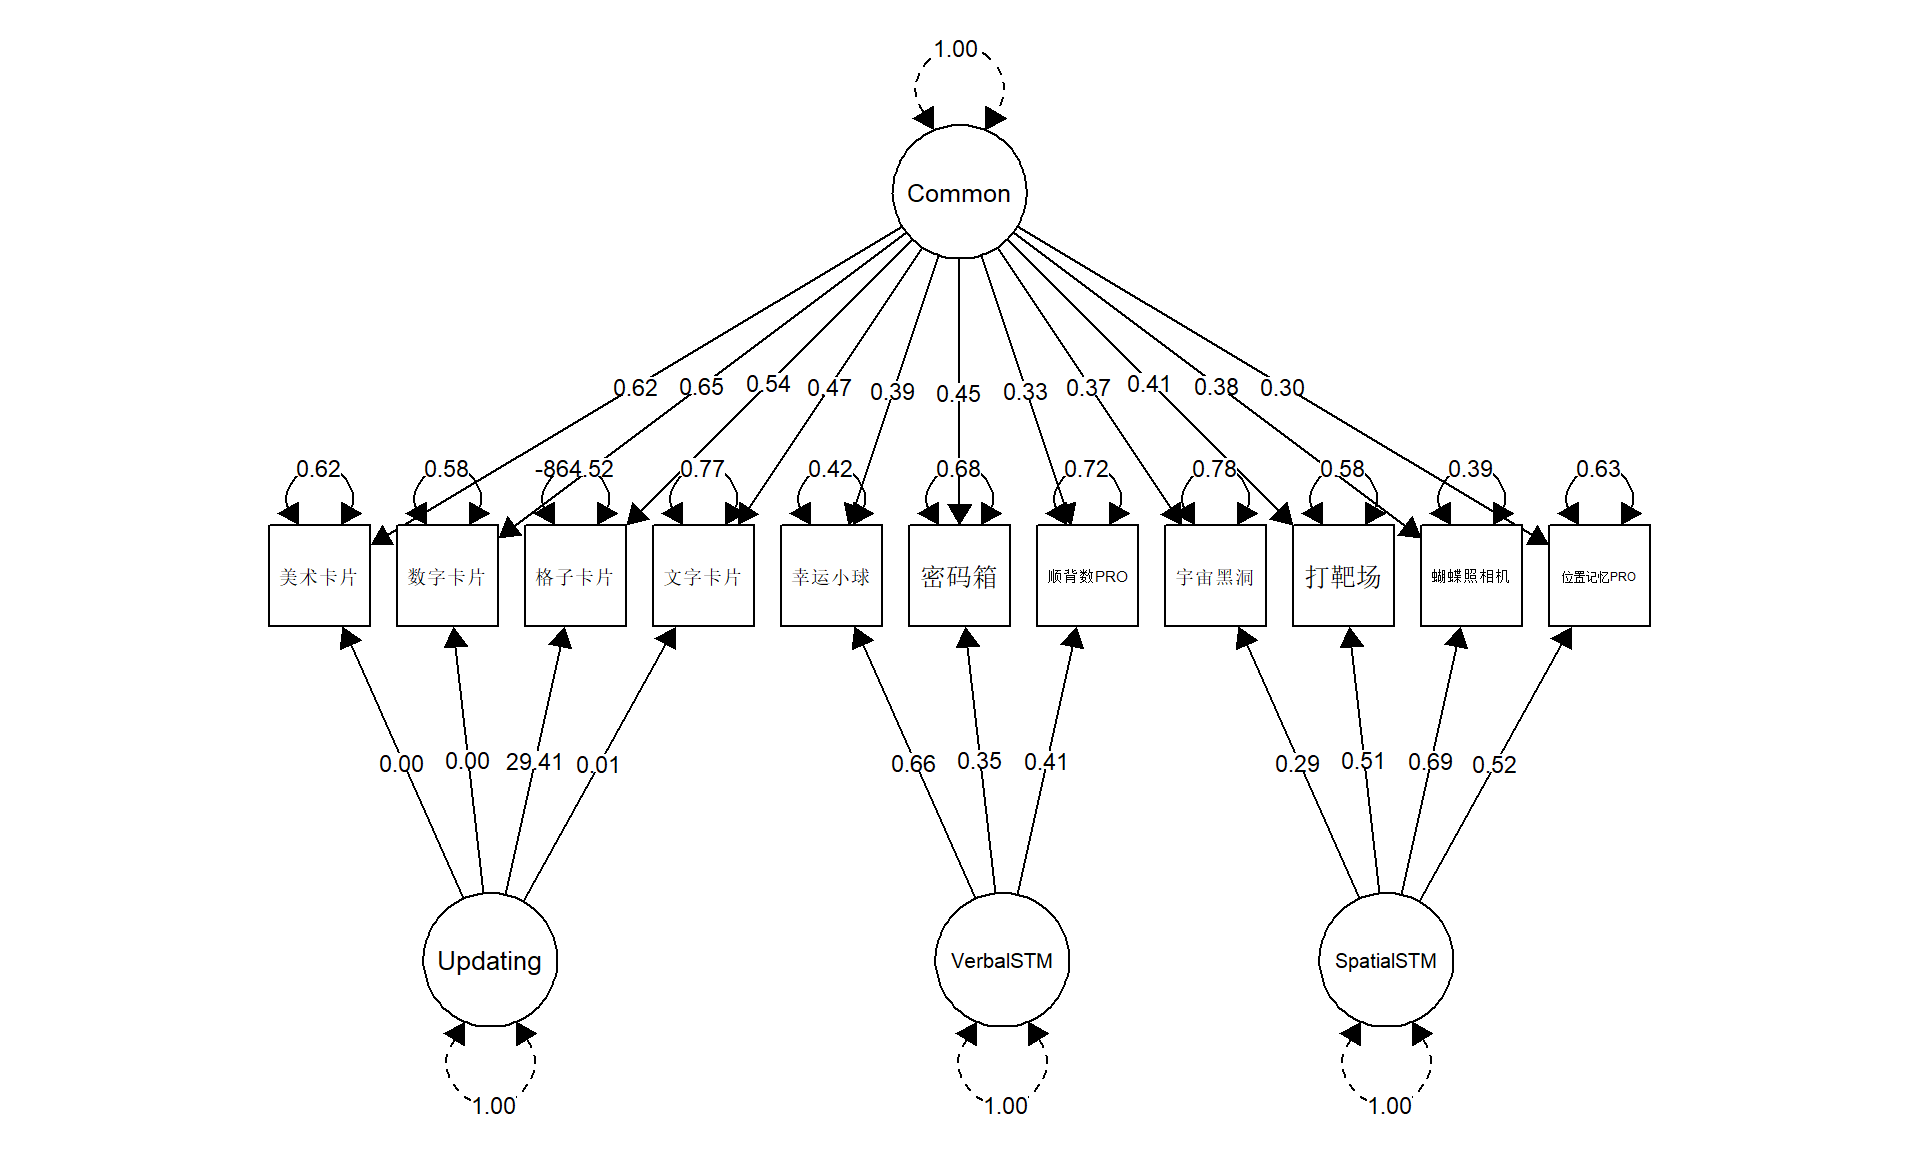 1.00
Common
0.62 0.65 0.54 0.47 0.39 0.45 0.33 0.37 0.41 0.38 0.30
0.62 0.58 -864.52 0.77 0.42 0.68 0.72 0.78 0.58 0.39 0.63
美术卡片 数字卡片 格子卡片 文字卡片 幸运小球 密码箱 顺背数PRO 宇宙黑洞 打靶场 蝴蝶照相机 位置记忆PRO
0.00 0.00 29.41 0.01 0.66 0.35 0.41 0.29 0.51 0.69 0.52
Updating VerbalSTM SpatialSTM
1.00 1.00 1.00